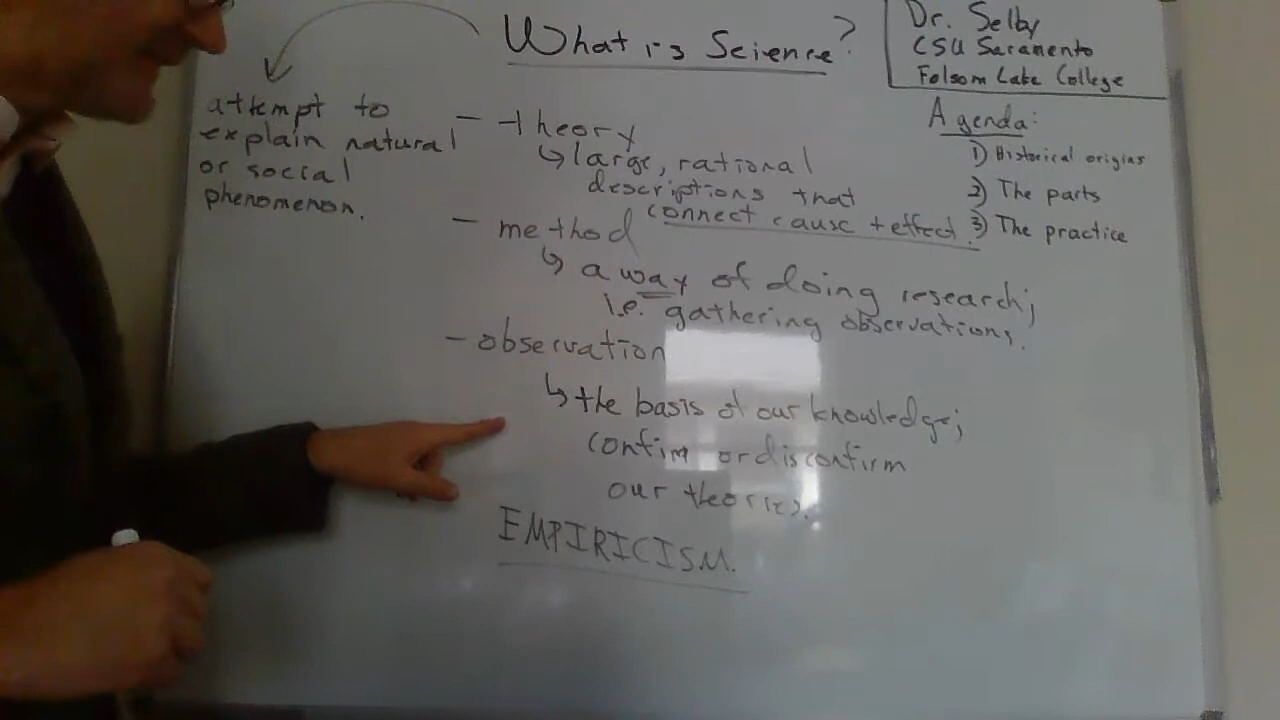 What is Science?
Dr. Selby
CSU Saramento
Folsom Lake College
Agenda:
1) Historical origins
2) The parts
3) The practice
attempt to
explain natural
or social
phenomenon.
- theory
↳ large, rational
descriptions that
connect cause + effect.
- method
↳ a way of doing research;
i.e. gathering observations.
- observation
↳ the basis of our knowledge;
confirm or disconfirm
our theories.
EMPIRICISM.